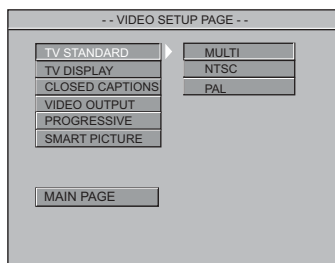 - - VIDEO SETUP PAGE - -
TV STANDARD
TV DISPLAY
CLOSED CAPTIONS
VIDEO OUTPUT
PROGRESSIVE
SMART PICTURE
MULTI
NTSC
PAL
MAIN PAGE